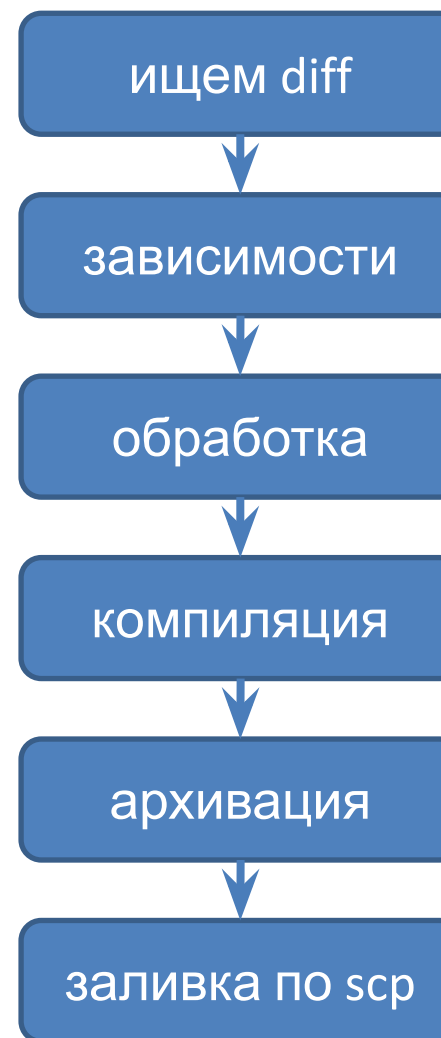 ищем diff
зависимости
обработка
компиляция
архивация
заливка по scp